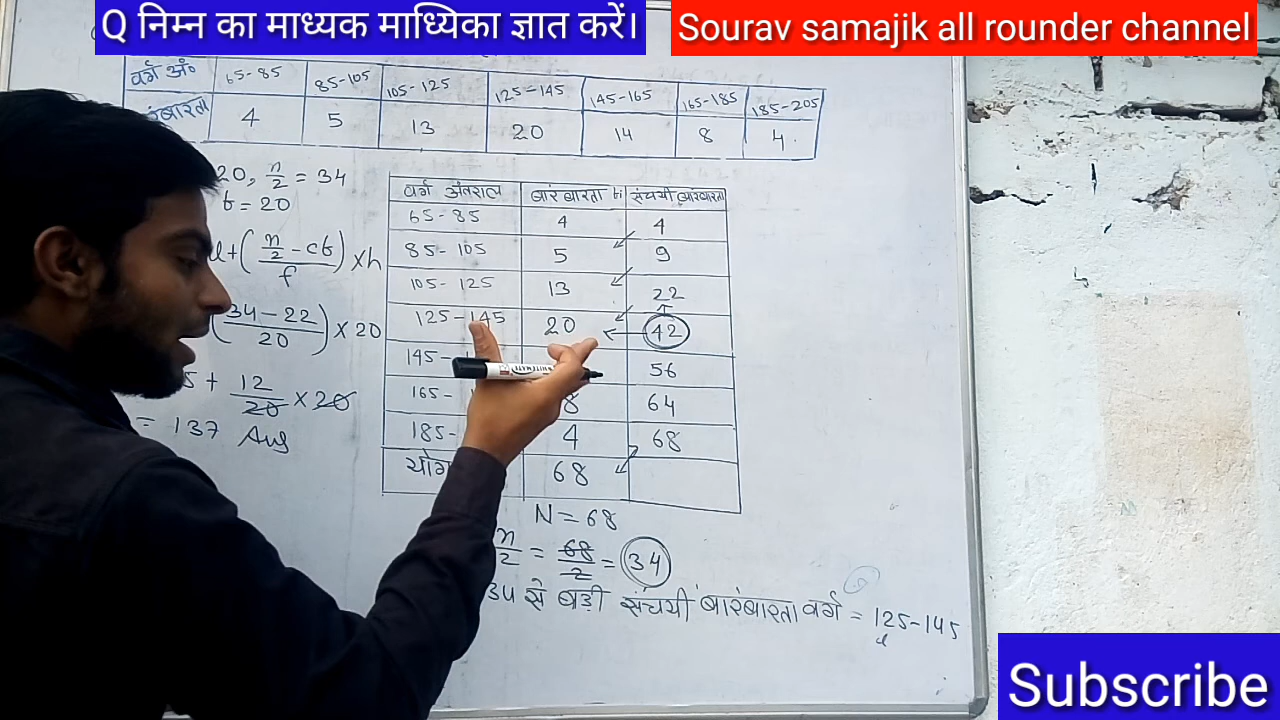 Q निम्न का माध्यक माध्यिका ज्ञात करें।
Sourav samajik all rounder channel
वर्ग अं० 65-85 85-105 105-125 125-145 145-165 165-185 185-205
4 5 13 20 14 8 4
20, n/2 = 34
f = 20
l + (n/2 - cf / f) × h
(34 - 22 / 20) × 20
5 + 12/20 × 20
= 137 Ans
वर्ग अंतराल बारंबारता fi संचयी बारंबारता
65-85 4 4
85-105 5 9
105-125 13 22
125-145 20 42
145- 56
165- 8 64
185- 4 68
योग 68
N = 68
n/2 = 68/2 = 34
34 से बड़ी संचयी बारंबारता वर्ग = 125-145
l
Subscribe